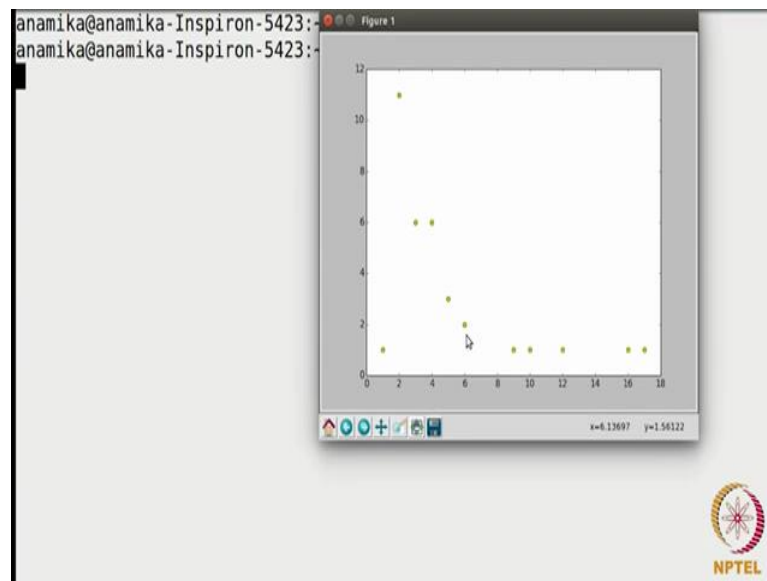 anamika@anamika-Inspiron-5423:~
anamika@anamika-Inspiron-5423:~
Figure 1
12
10
8
6
4
2
0
0 2 4 6 8 10 12 14 16 18
x=6.13697 y=1.56122
NPTEL